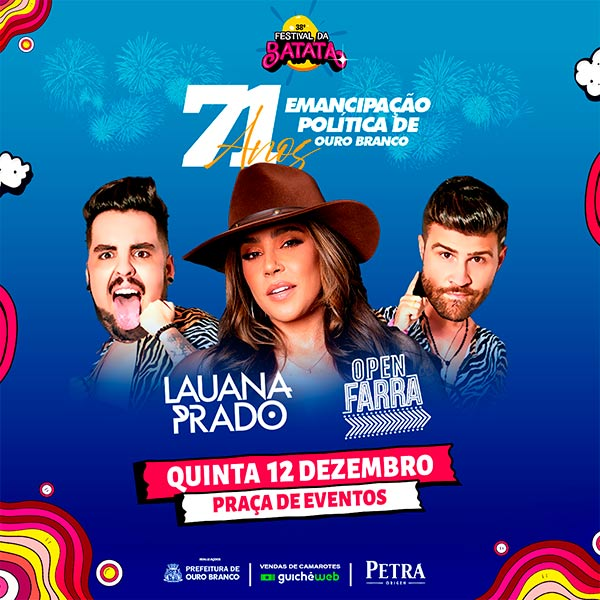 38º
FESTIVAL DA
BATATA
71
Anos
EMANCIPAÇÃO
POLÍTICA DE
OURO BRANCO
LAUANA
PRADO
OPEN
FARRA
QUINTA 12 DEZEMBRO
PRAÇA DE EVENTOS
REALIZAÇÕES
PREFEITURA DE
OURO BRANCO
VENDAS DE CAMAROTES
guichêweb
PETRA
ORIGEM